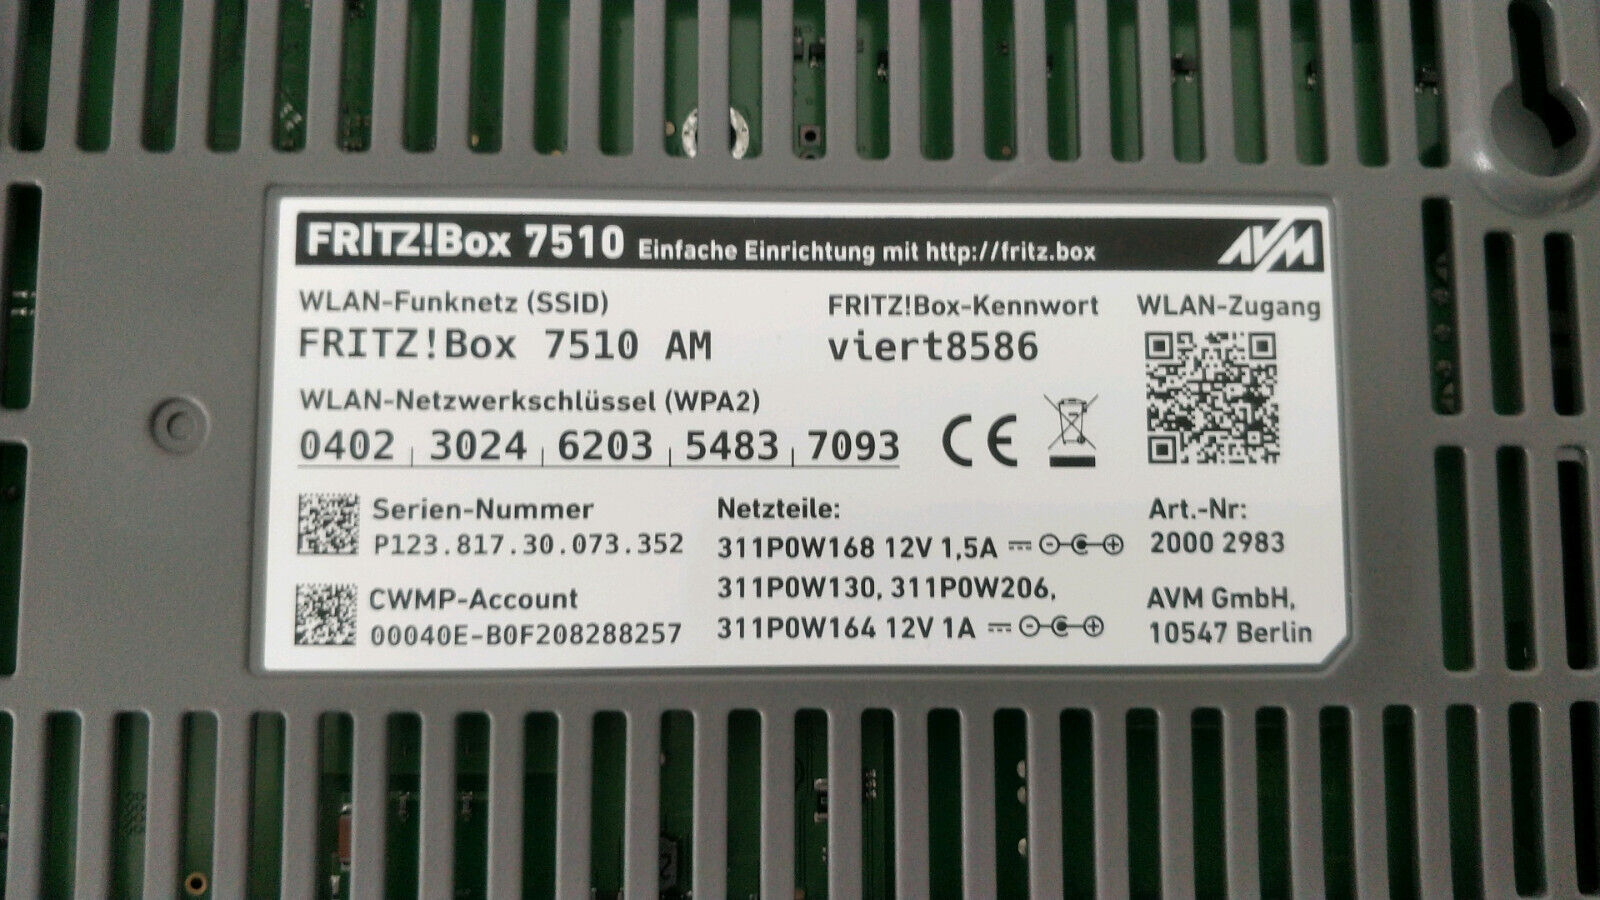 FRITZ!Box 7510 Einfache Einrichtung mit http://fritz.box AVM
WLAN-Funknetz (SSID)
FRITZ!Box 7510 AM
FRITZ!Box-Kennwort
viert8586
WLAN-Zugang
WLAN-Netzwerkschlüssel (WPA2)
0402 3024 6203 5483 7093
CE
Serien-Nummer
P123.817.30.073.352
CWMP-Account
00040E-B0F208288257
Netzteile:
311P0W168 12V 1,5A
311P0W130, 311P0W206,
311P0W164 12V 1A
Art.-Nr:
2000 2983
AVM GmbH,
10547 Berlin